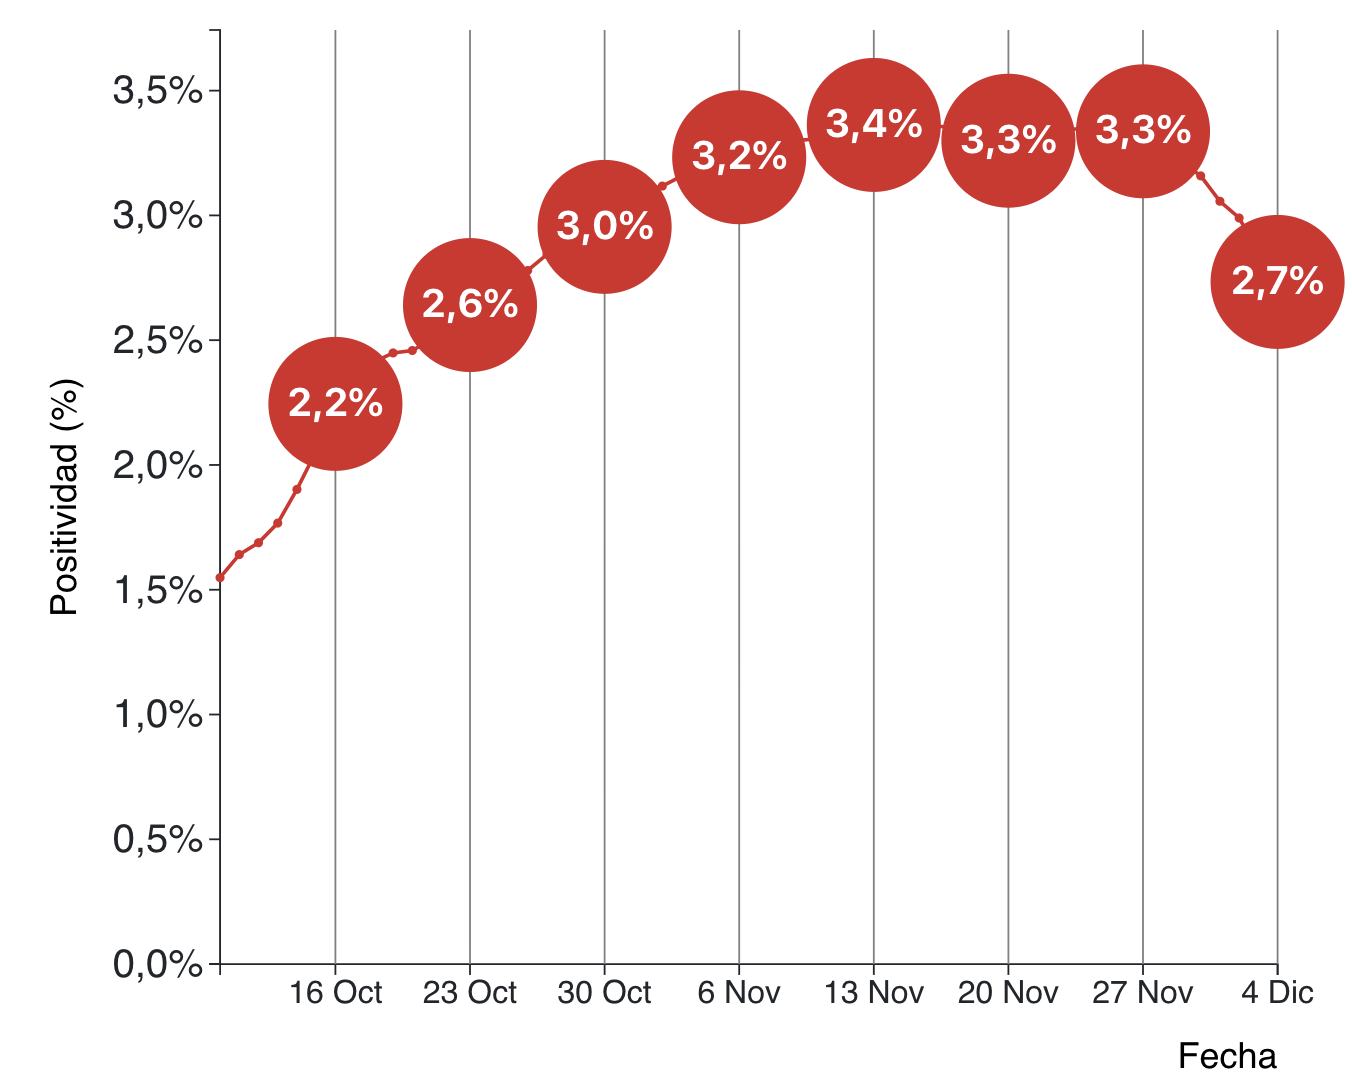 3,5%
3,0%
2,5%
2,0%
1,5%
1,0%
0,5%
0,0%
Positividad (%)
2,2%
2,6%
3,0%
3,2%
3,4%
3,3%
3,3%
2,7%
16 Oct
23 Oct
30 Oct
6 Nov
13 Nov
20 Nov
27 Nov
4 Dic
Fecha